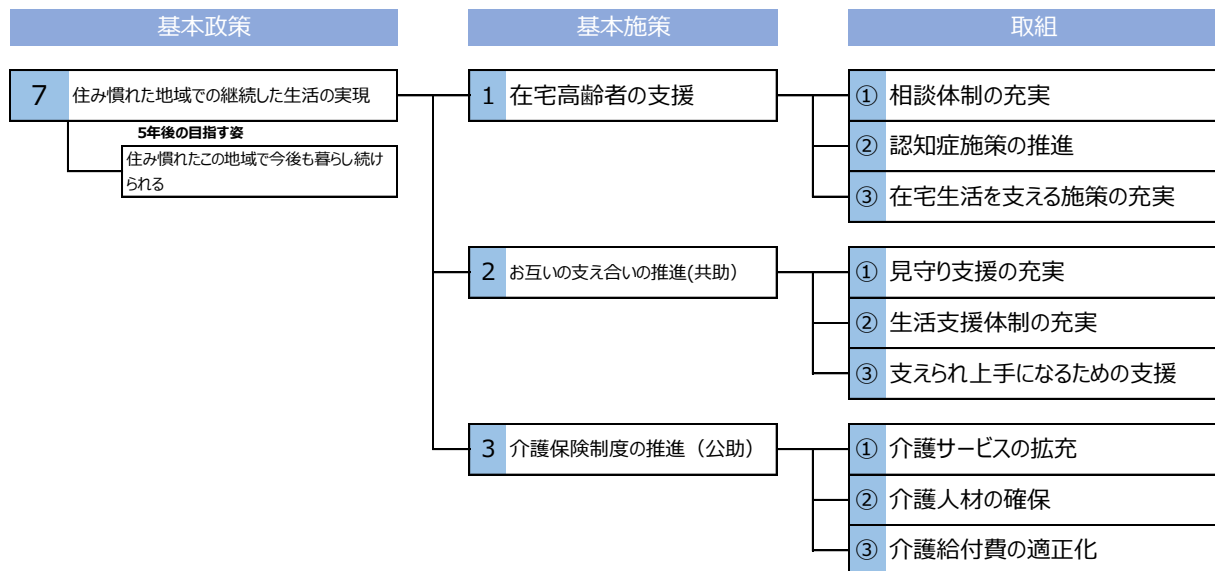 基本政策
基本施策
取組
7 住み慣れた地域での継続した生活の実現
5年後の目指す姿
住み慣れたこの地域で今後も暮らし続け
られる
1 在宅高齢者の支援
① 相談体制の充実
② 認知症施策の推進
③ 在宅生活を支える施策の充実
2 お互いの支え合いの推進(共助）
① 見守り支援の充実
② 生活支援体制の充実
③ 支えられ上手になるための支援
3 介護保険制度の推進（公助）
① 介護サービスの拡充
② 介護人材の確保
③ 介護給付費の適正化